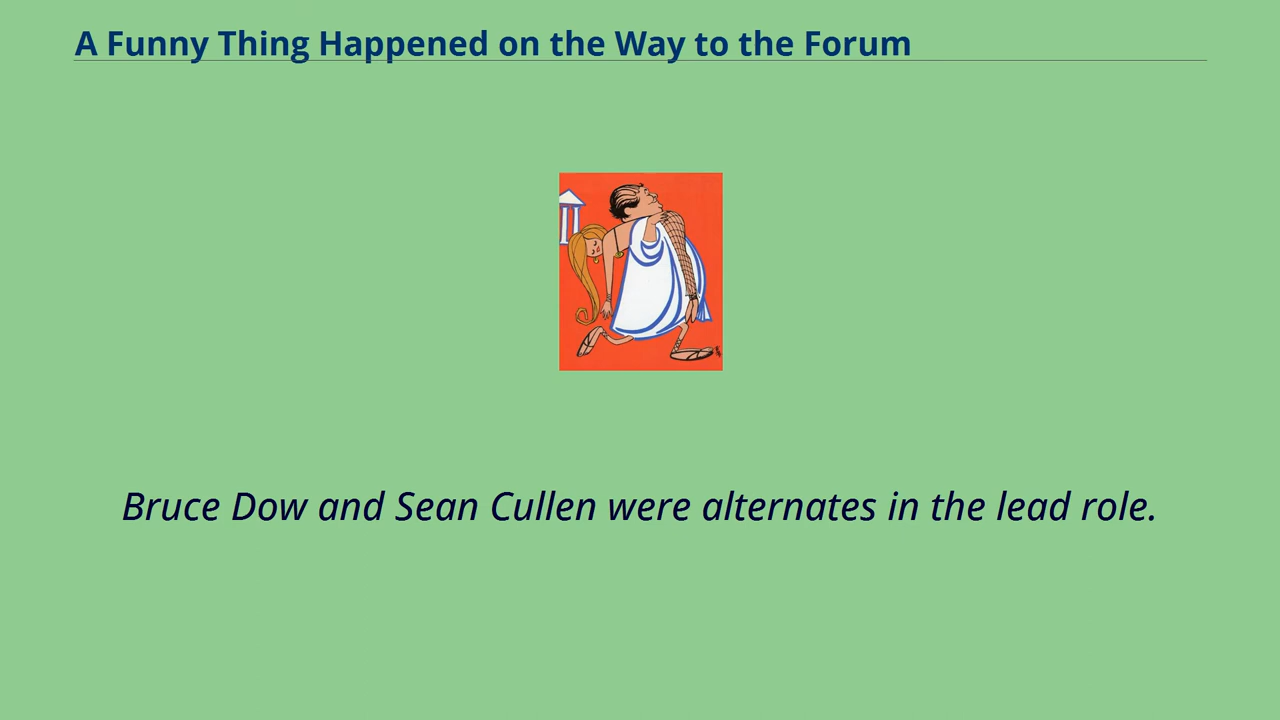 A Funny Thing Happened on the Way to the Forum
Bruce Dow and Sean Cullen were alternates in the lead role.